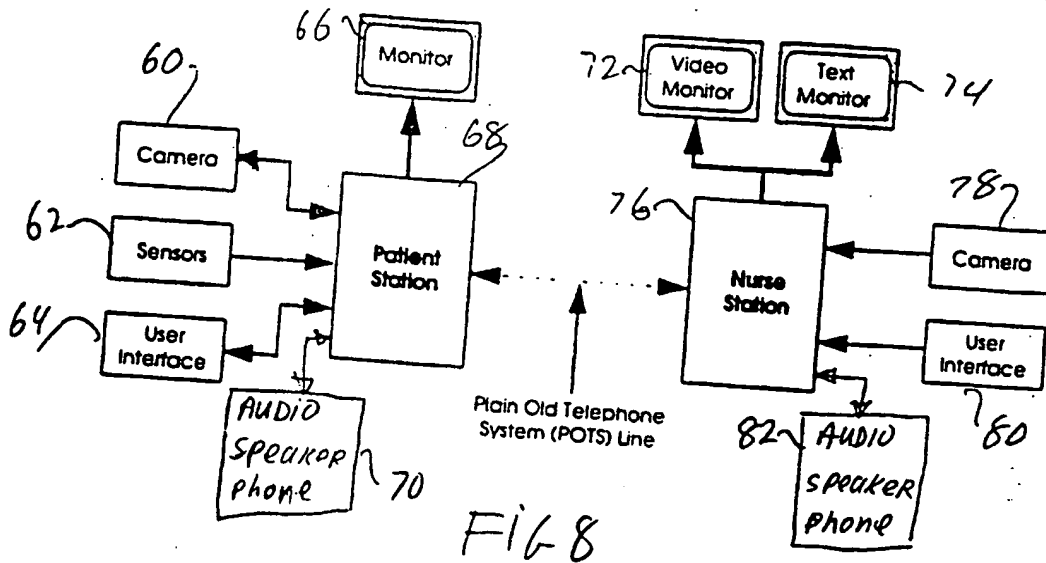 66
Monitor
60
Camera
68
62
Sensors
Patient
Station
64
User
Interface
AUDIO
speaker
phone
70
Plain Old Telephone
System (POTS) Line
72
Video
Monitor
Text
Monitor
74
76
Nurse
Station
78
Camera
User
Interface
80
82
AUDIO
speaker
phone
FIG 8